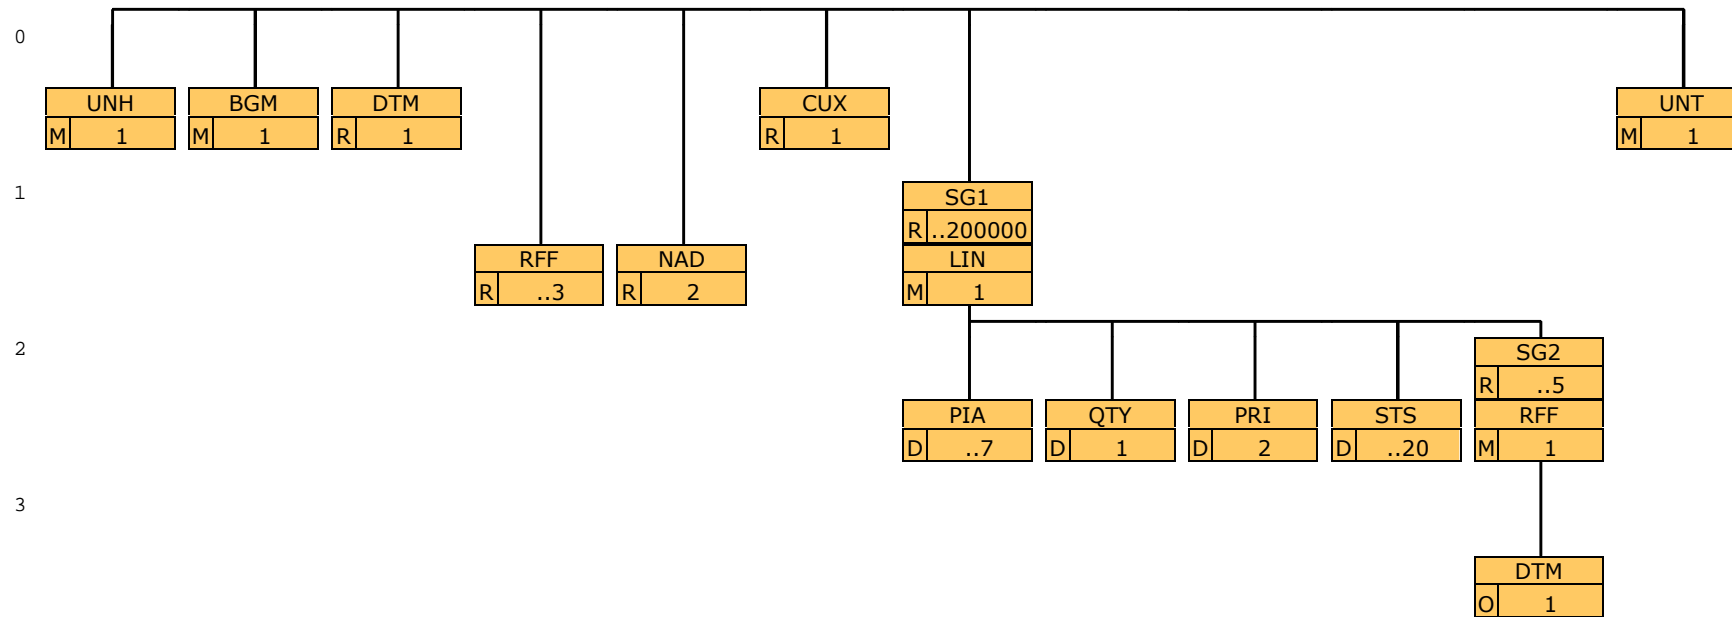 0
UNH BGM DTM CUX UNT
M 1 M 1 R 1 R 1 M 1
1
SG1
R ..200000
RFF NAD LIN
R ..3 R 2 M 1
2
SG2
R ..5
PIA QTY PRI STS RFF
D ..7 D 1 D 2 D ..20 M 1
3
DTM
O 1